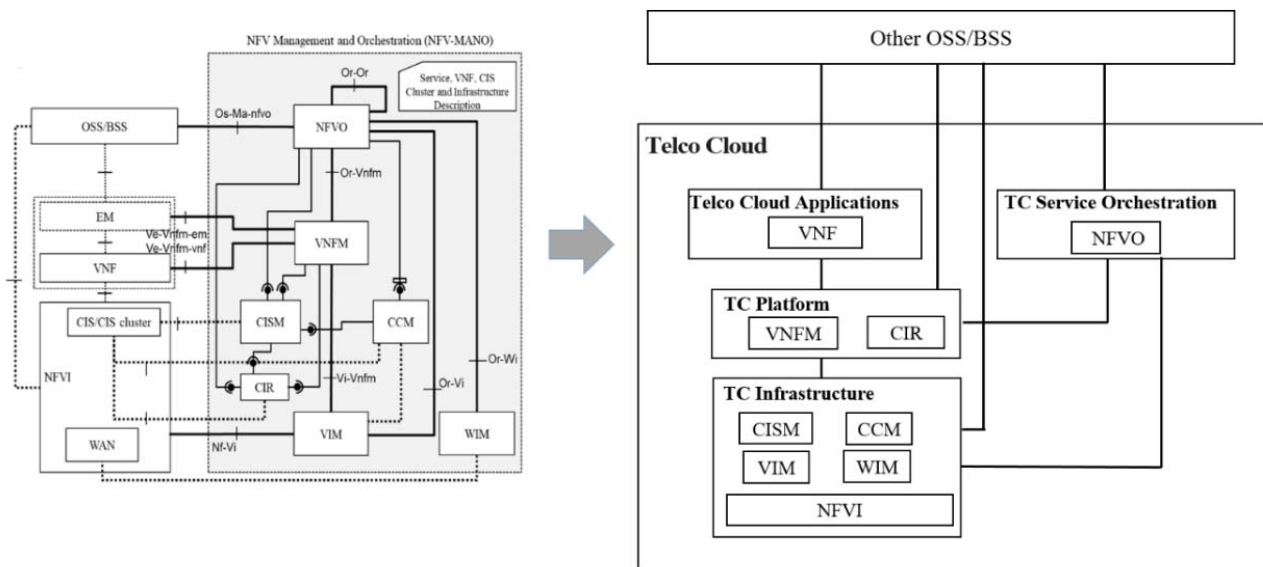 NFV Management and Orchestration (NFV-MANO)
Or-Or
Service, VNF, CIS
Cluster and Infrastructure
Description
Os-Ma-nfvo
OSS/BSS
NFVO
Or-Vnfm
EM
Ve-Vnfm-em
Ve-Vnfm-vnf
VNFM
VNF
CIS/CIS cluster
CISM
CCM
NFVI
Or-Wi
CIR
Vi-Vnfm
Or-Vi
WAN
Nf-Vi
VIM
WIM
Other OSS/BSS
Telco Cloud
Telco Cloud Applications
VNF
TC Service Orchestration
NFVO
TC Platform
VNFM
CIR
TC Infrastructure
CISM
CCM
VIM
WIM
NFVI